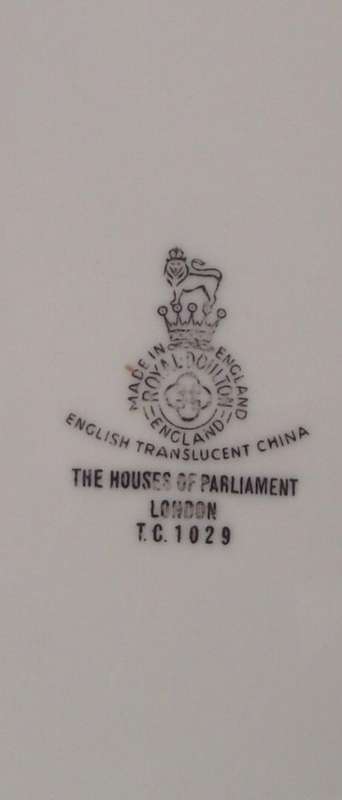 MADE IN ENGLAND
ROYAL DOULTON
ENGLAND
ENGLISH TRANSLUCENT CHINA
THE HOUSES OF PARLIAMENT
LONDON
T.C. 1029